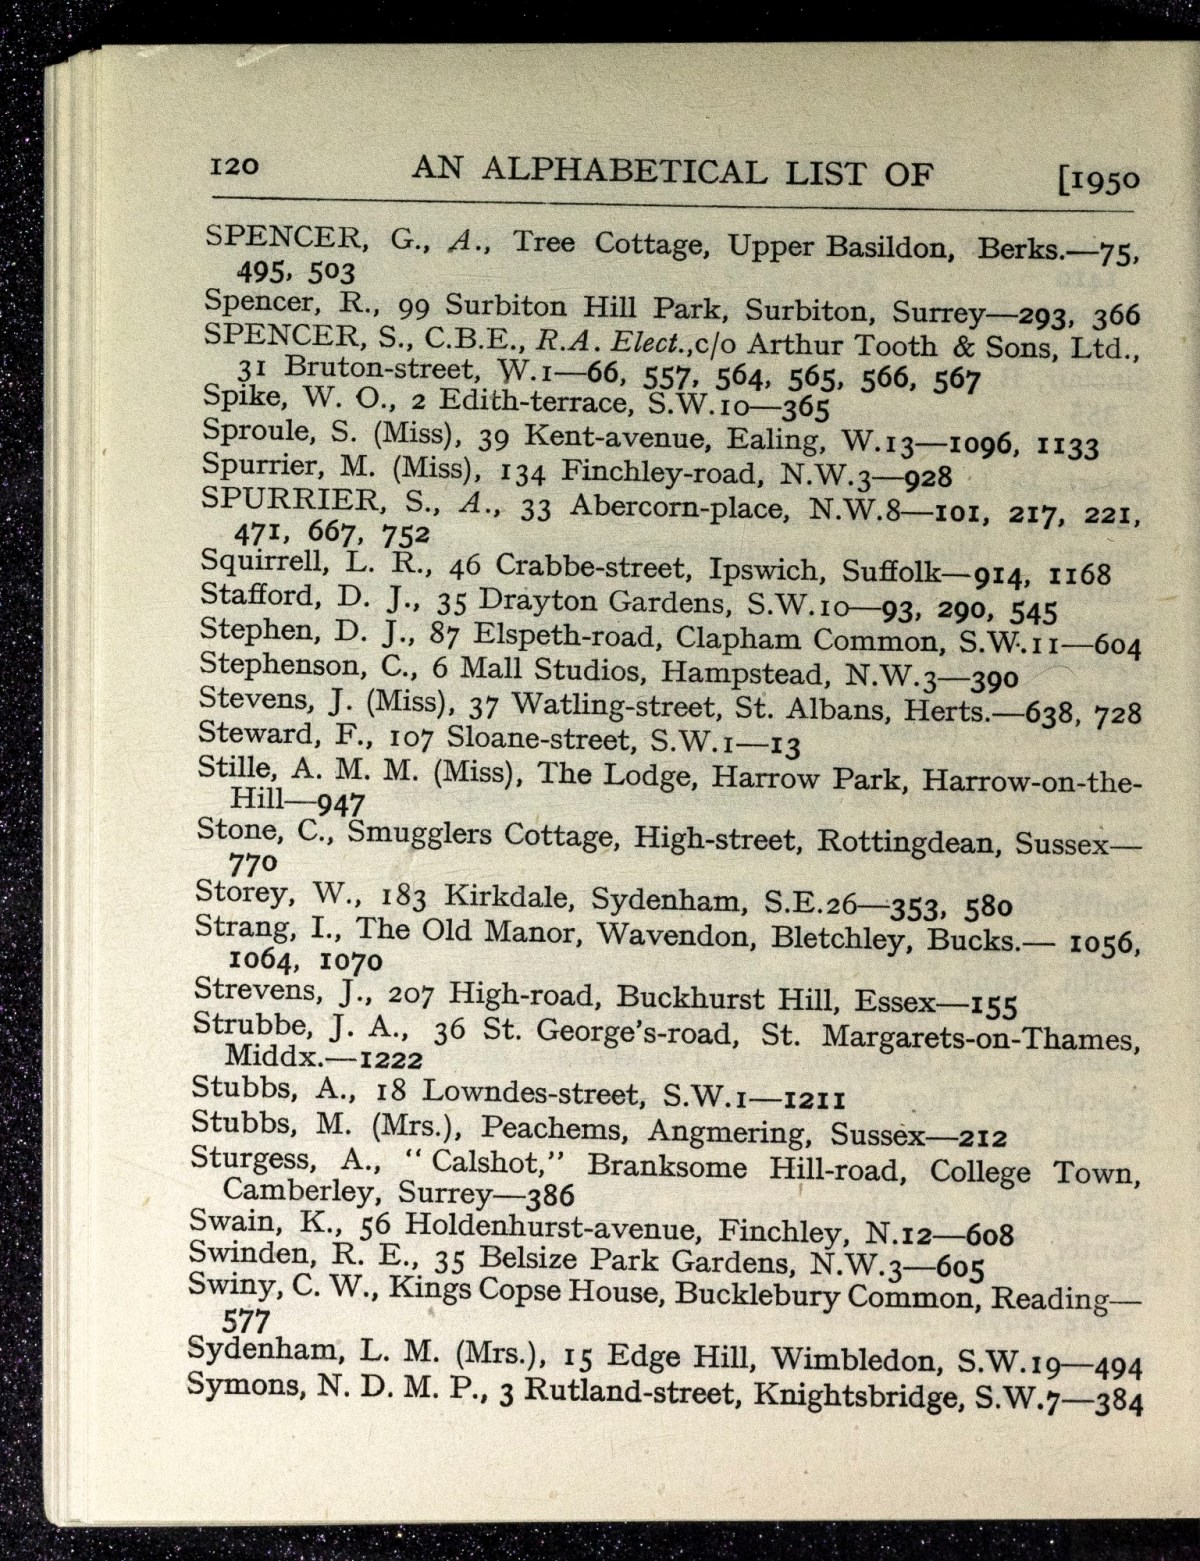 120 AN ALPHABETICAL LIST OF [1950
SPENCER, G., A., Tree Cottage, Upper Basildon, Berks.—75,
495, 503
Spencer, R., 99 Surbiton Hill Park, Surbiton, Surrey—293, 366
SPENCER, S., C.B.E., R.A. Elect.,c/o Arthur Tooth & Sons, Ltd.,
31 Bruton-street, W.1—66, 557, 564, 565, 566, 567
Spike, W. O., 2 Edith-terrace, S.W.10—365
Sproule, S. (Miss), 39 Kent-avenue, Ealing, W.13—1096, 1133
Spurrier, M. (Miss), 134 Finchley-road, N.W.3—928
SPURRIER, S., A., 33 Abercorn-place, N.W.8—101, 217, 221,
471, 667, 752
Squirrell, L. R., 46 Crabbe-street, Ipswich, Suffolk—914, 1168
Stafford, D. J., 35 Drayton Gardens, S.W.10—93, 290, 545
Stephen, D. J., 87 Elspeth-road, Clapham Common, S.W.11—604
Stephenson, C., 6 Mall Studios, Hampstead, N.W.3—390
Stevens, J. (Miss), 37 Watling-street, St. Albans, Herts.—638, 728
Steward, F., 107 Sloane-street, S.W.1—13
Stille, A. M. M. (Miss), The Lodge, Harrow Park, Harrow-on-the-
Hill—947
Stone, C., Smugglers Cottage, High-street, Rottingdean, Sussex—
770
Storey, W., 183 Kirkdale, Sydenham, S.E.26—353, 580
Strang, I., The Old Manor, Wavendon, Bletchley, Bucks.— 1056,
1064, 1070
Strevens, J., 207 High-road, Buckhurst Hill, Essex—155
Strubbe, J. A., 36 St. George's-road, St. Margarets-on-Thames,
Middx.—1222
Stubbs, A., 18 Lowndes-street, S.W.1—1211
Stubbs, M. (Mrs.), Peachems, Angmering, Sussex—212
Sturgess, A., “ Calshot,” Branksome Hill-road, College Town,
Camberley, Surrey—386
Swain, K., 56 Holdenhurst-avenue, Finchley, N.12—608
Swinden, R. E., 35 Belsize Park Gardens, N.W.3—605
Swiny, C. W., Kings Copse House, Bucklebury Common, Reading—
577
Sydenham, L. M. (Mrs.), 15 Edge Hill, Wimbledon, S.W.19—494
Symons, N. D. M. P., 3 Rutland-street, Knightsbridge, S.W.7—384